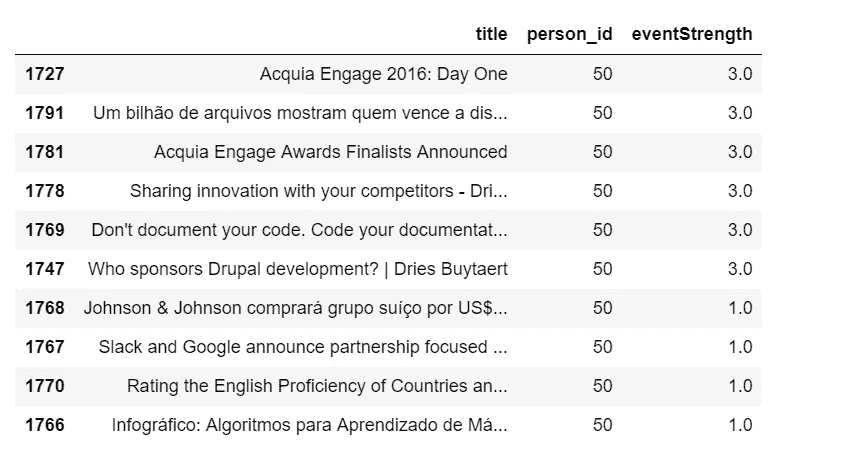 title person_id eventStrength
1727 Acquia Engage 2016: Day One 50 3.0
1791 Um bilhão de arquivos mostram quem vence a dis... 50 3.0
1781 Acquia Engage Awards Finalists Announced 50 3.0
1778 Sharing innovation with your competitors - Dri... 50 3.0
1769 Don't document your code. Code your documentat... 50 3.0
1747 Who sponsors Drupal development? | Dries Buytaert 50 3.0
1768 Johnson & Johnson comprará grupo suíço por US$... 50 1.0
1767 Slack and Google announce partnership focused ... 50 1.0
1770 Rating the English Proficiency of Countries an... 50 1.0
1766 Infográfico: Algoritmos para Aprendizado de Má... 50 1.0